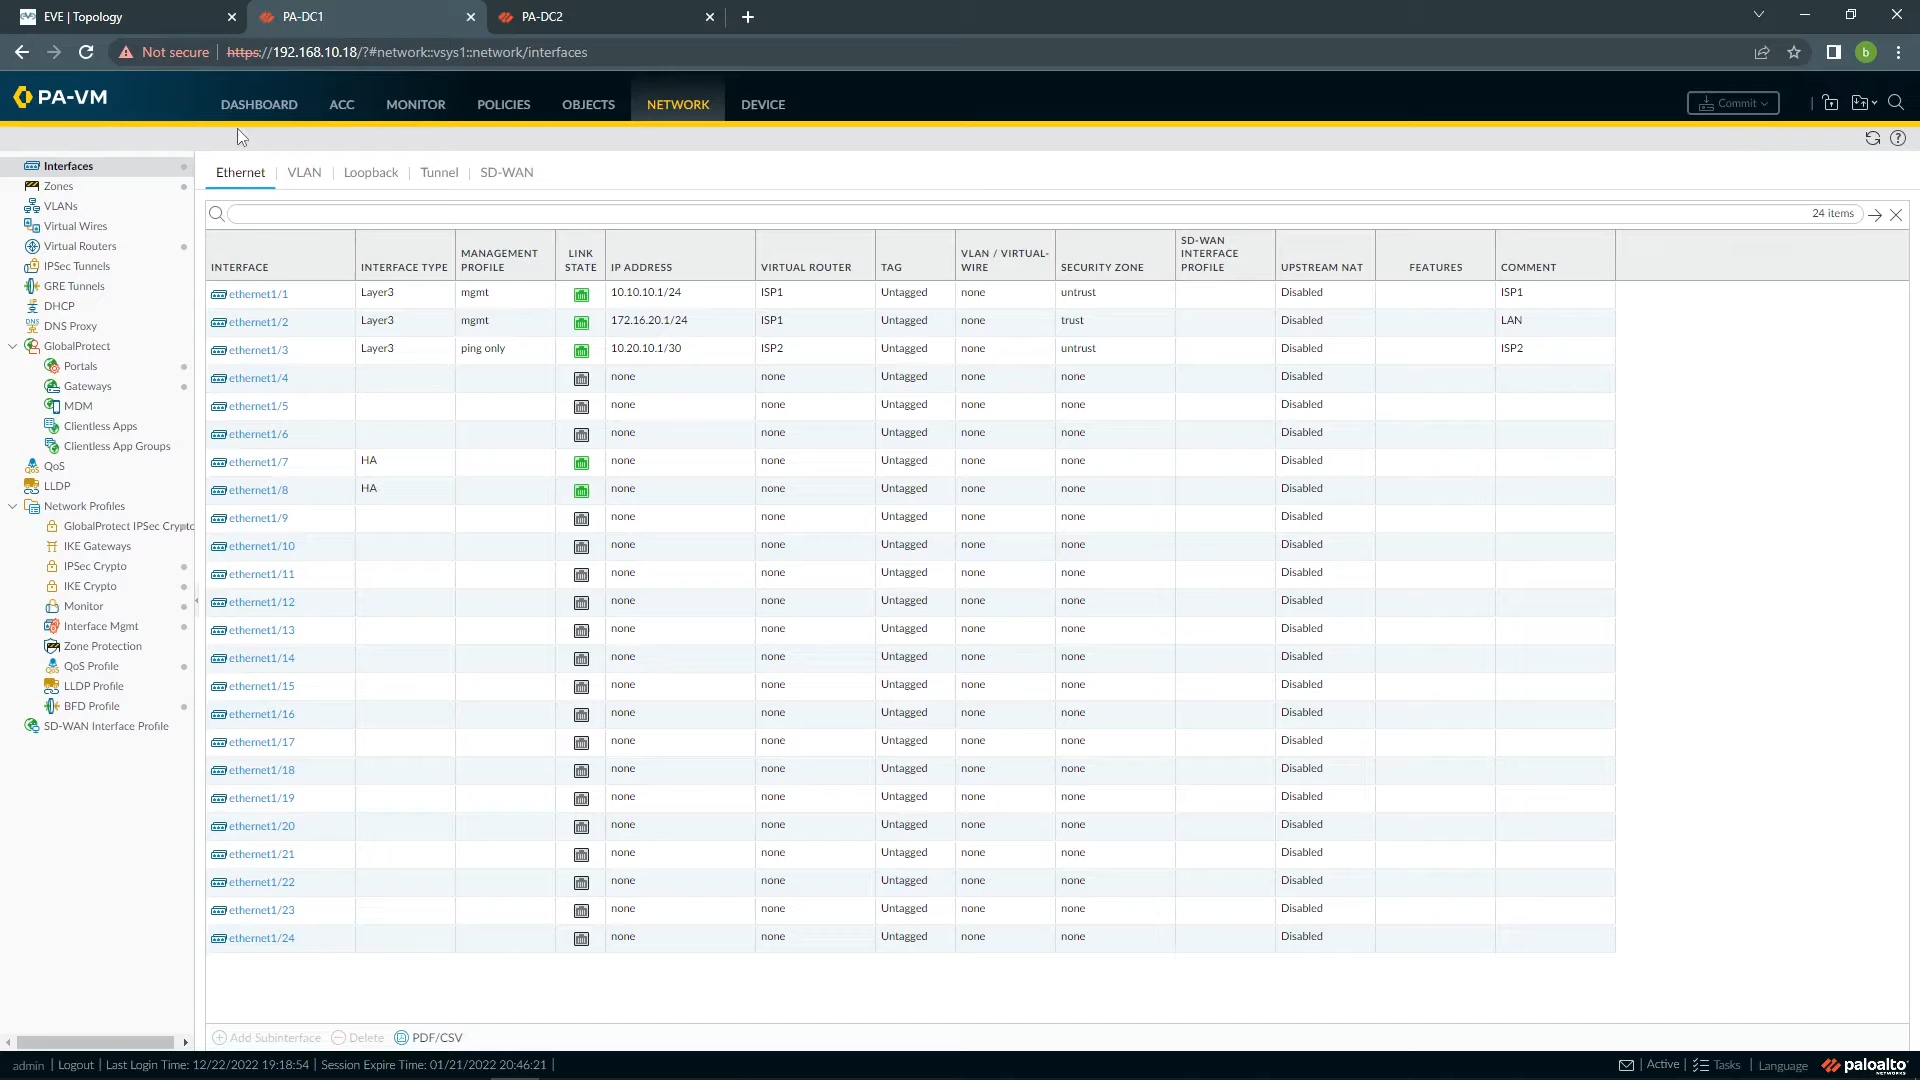 EVE | Topology
PA-DC1
PA-DC2
Not secure https://192.168.10.18/?#network::vsys1::network/interfaces
b
PA-VM
DASHBOARD ACC MONITOR POLICIES OBJECTS NETWORK DEVICE
Commit
Interfaces
Zones
VLANs
Virtual Wires
Virtual Routers
IPSec Tunnels
GRE Tunnels
DHCP
DNS Proxy
GlobalProtect
Portals
Gateways
MDM
Clientless Apps
Clientless App Groups
QoS
LLDP
Network Profiles
GlobalProtect IPSec Crypto
IKE Gateways
IPSec Crypto
IKE Crypto
Monitor
Interface Mgmt
Zone Protection
QoS Profile
LLDP Profile
BFD Profile
SD-WAN Interface Profile
Ethernet VLAN Loopback Tunnel SD-WAN
24 items
INTERFACE INTERFACE TYPE MANAGEMENT PROFILE LINK STATE IP ADDRESS VIRTUAL ROUTER TAG VLAN / VIRTUAL-WIRE SECURITY ZONE SD-WAN INTERFACE PROFILE UPSTREAM NAT FEATURES COMMENT
ethernet1/1 Layer3 mgmt 10.10.10.1/24 ISP1 Untagged none untrust Disabled ISP1
ethernet1/2 Layer3 mgmt 172.16.20.1/24 ISP1 Untagged none trust Disabled LAN
ethernet1/3 Layer3 ping only 10.20.10.1/30 ISP2 Untagged none untrust Disabled ISP2
ethernet1/4 none none Untagged none none Disabled
ethernet1/5 none none Untagged none none Disabled
ethernet1/6 none none Untagged none none Disabled
ethernet1/7 HA none none Untagged none none Disabled
ethernet1/8 HA none none Untagged none none Disabled
ethernet1/9 none none Untagged none none Disabled
ethernet1/10 none none Untagged none none Disabled
ethernet1/11 none none Untagged none none Disabled
ethernet1/12 none none Untagged none none Disabled
ethernet1/13 none none Untagged none none Disabled
ethernet1/14 none none Untagged none none Disabled
ethernet1/15 none none Untagged none none Disabled
ethernet1/16 none none Untagged none none Disabled
ethernet1/17 none none Untagged none none Disabled
ethernet1/18 none none Untagged none none Disabled
ethernet1/19 none none Untagged none none Disabled
ethernet1/20 none none Untagged none none Disabled
ethernet1/21 none none Untagged none none Disabled
ethernet1/22 none none Untagged none none Disabled
ethernet1/23 none none Untagged none none Disabled
ethernet1/24 none none Untagged none none Disabled
Add Subinterface Delete PDF/CSV
admin | Logout | Last Login Time: 12/22/2022 19:18:54 | Session Expire Time: 01/21/2022 20:46:21 |
| Active | Tasks | Language paloalto NETWORKS